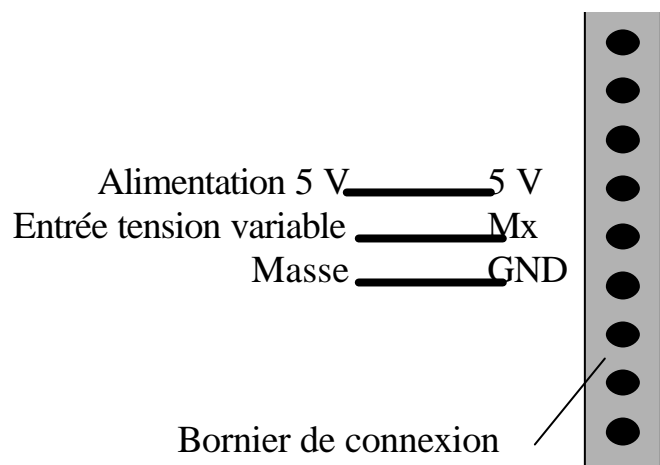 Alimentation 5 V 5 V
Entrée tension variable Mx
Masse GND
Bornier de connexion